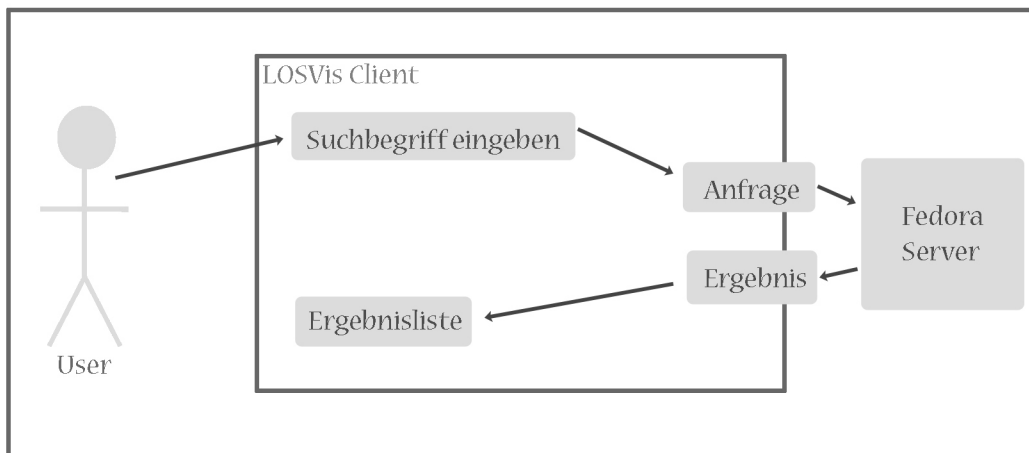 LOSVis Client
Suchbegriff eingeben
Anfrage
Fedora
Server
Ergebnis
Ergebnisliste
User